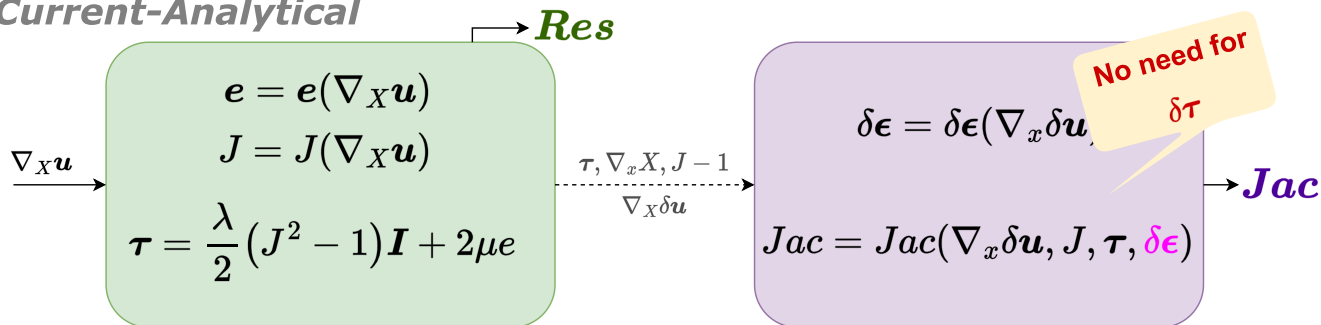 Current-Analytical
Res
e = e(∇_X u)
J = J(∇_X u)
τ = λ/2 (J² − 1)I + 2μe
∇_X u
τ, ∇_x X, J − 1
∇_X δu
No need for
δτ
δϵ = δϵ(∇_x δu
Jac = Jac(∇_x δu, J, τ, δϵ)
Jac